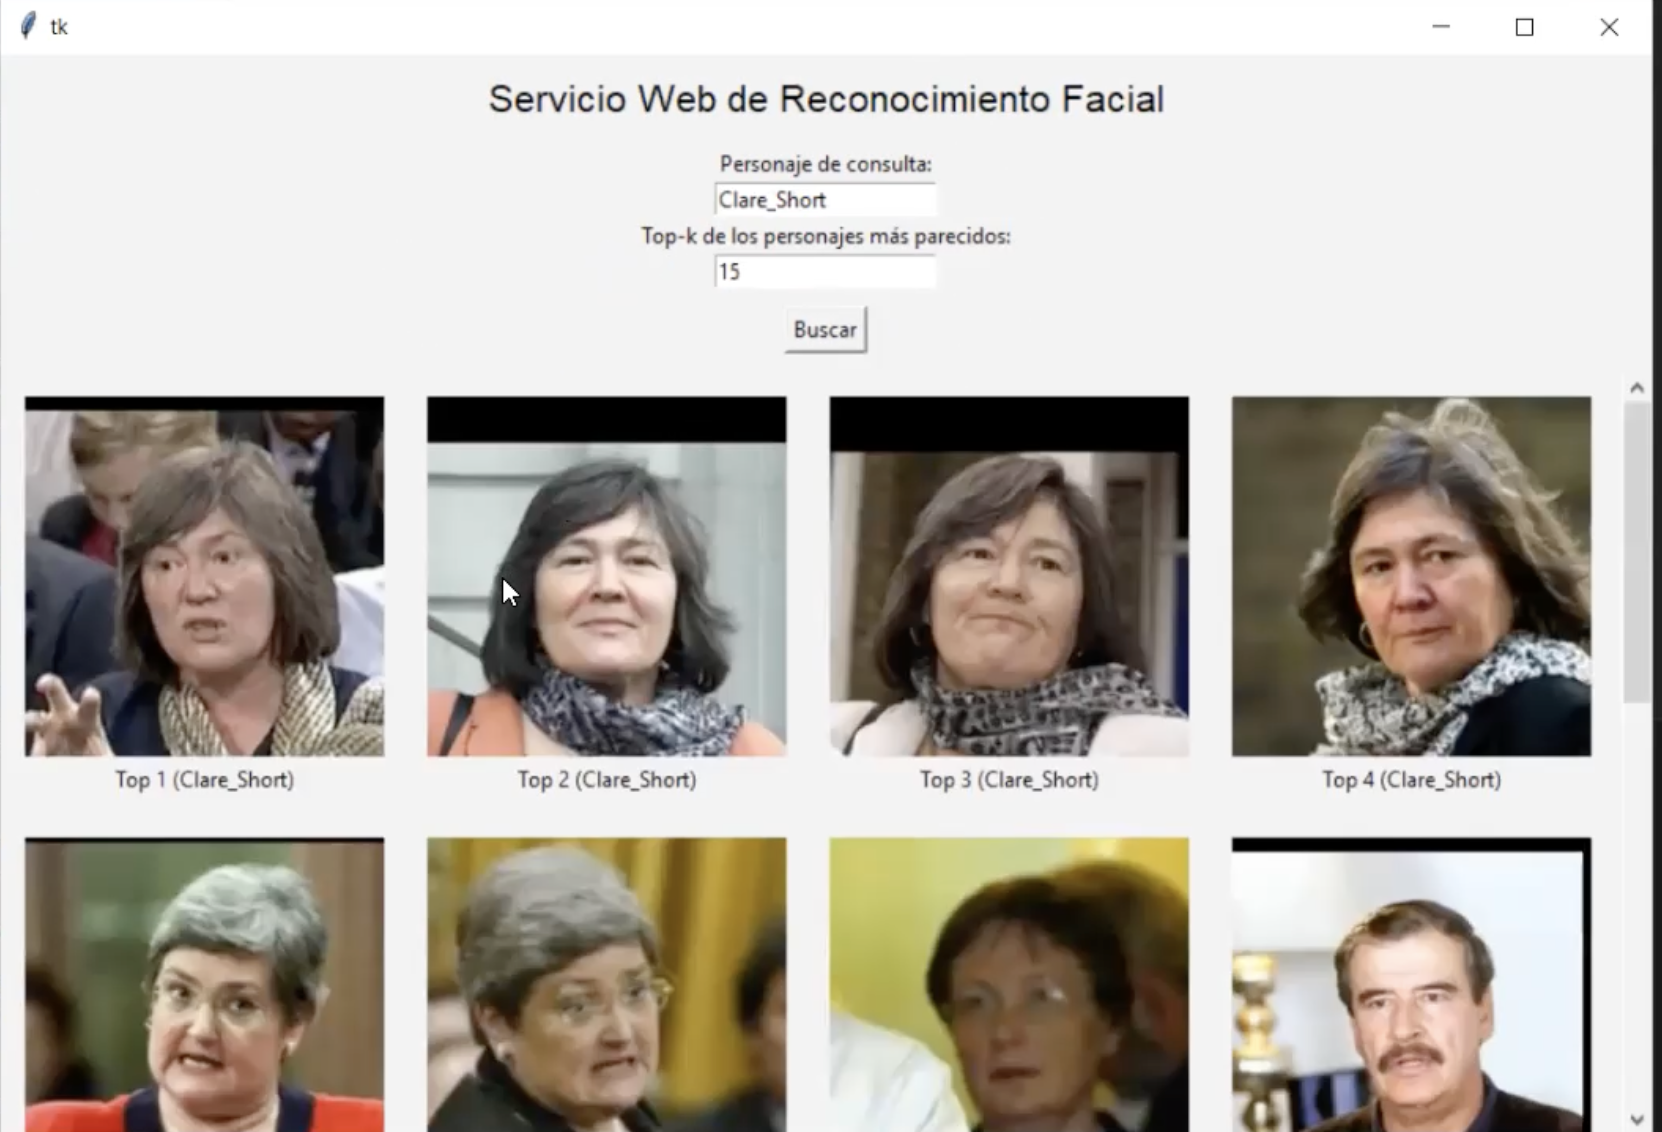 tk
Servicio Web de Reconocimiento Facial
Personaje de consulta:
Clare_Short
Top-k de los personajes más parecidos:
15
Buscar
Top 1 (Clare_Short)
Top 2 (Clare_Short)
Top 3 (Clare_Short)
Top 4 (Clare_Short)